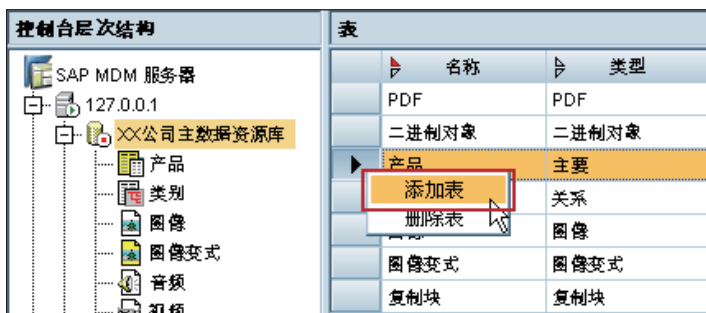 控制台层次结构
SAP MDM 服务器
127.0.0.1
XX公司主数据资源库
产品
类别
图像
图像变式
音频
视频
表
名称 类型
PDF PDF
二进制对象 二进制对象
产品 主要
添加表
删除表
关系
图像
图像变式 图像变式
复制块 复制块